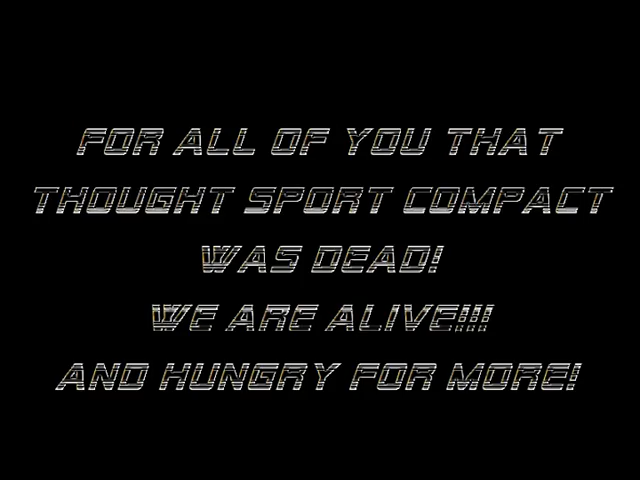 FOR ALL OF YOU THAT
THOUGHT SPORT COMPACT
WAS DEAD!
WE ARE ALIVE!!!
AND HUNGRY FOR MORE!